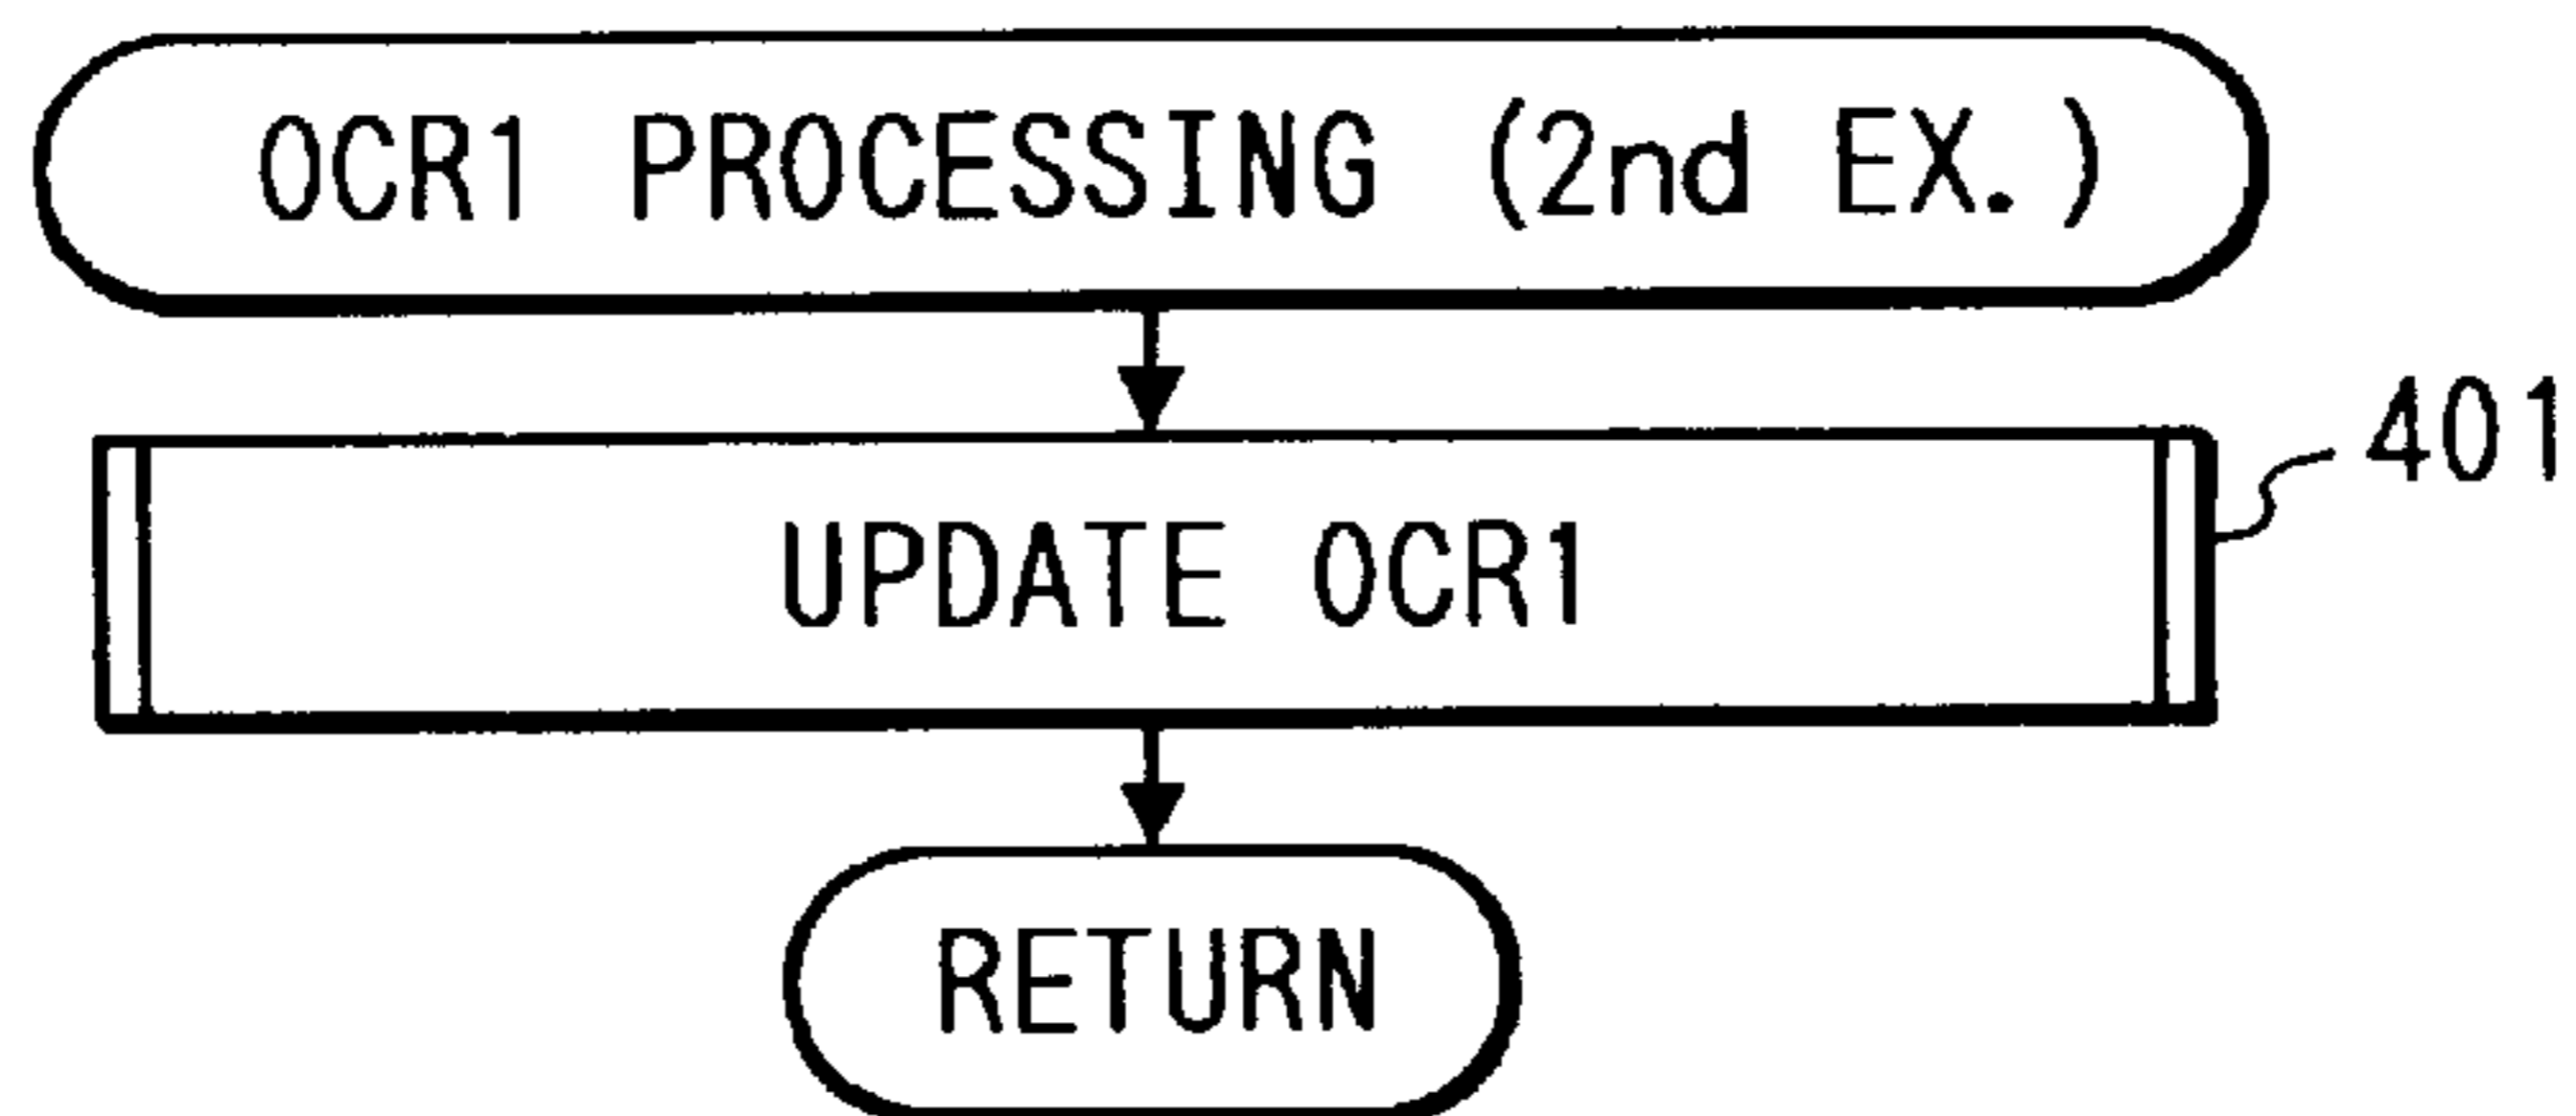 OCR1 PROCESSING (2nd EX.)
401
UPDATE OCR1
RETURN